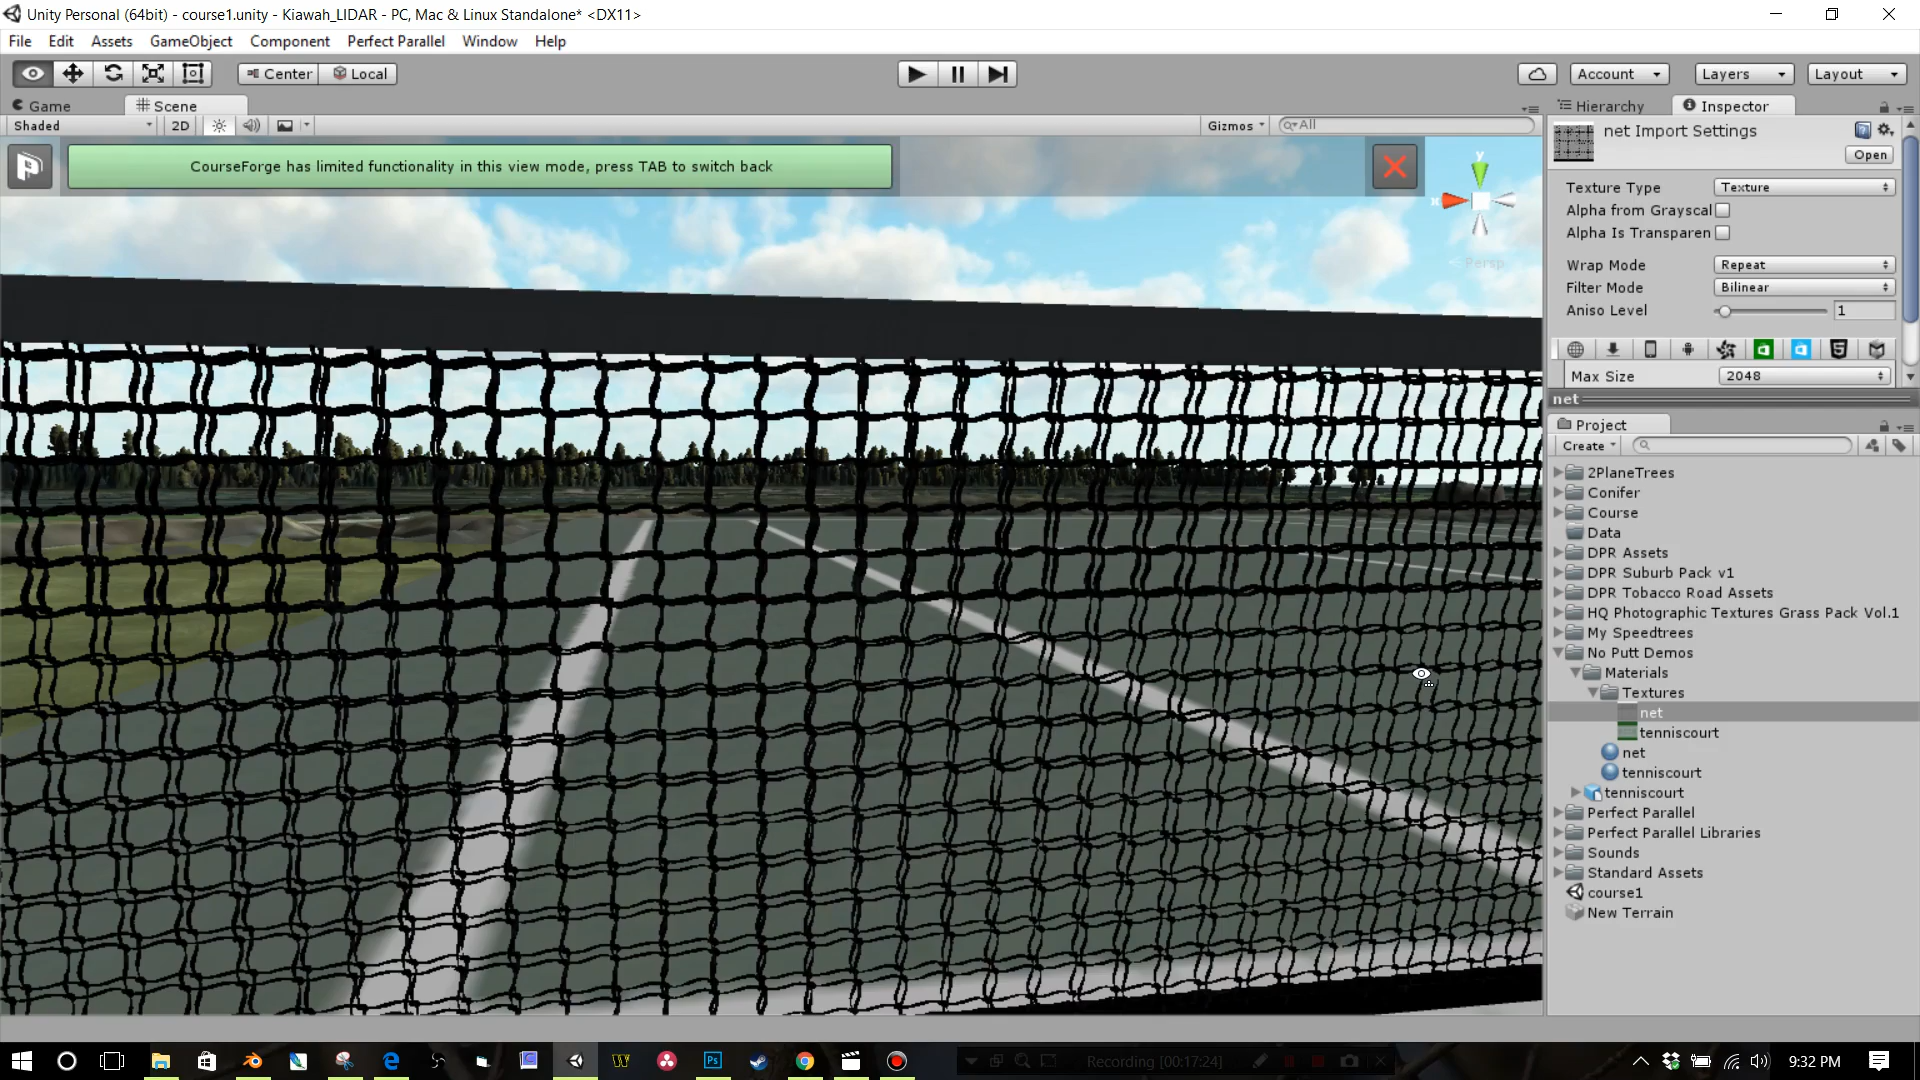 Unity Personal (64bit) - course1.unity - Kiawah_LIDAR - PC, Mac & Linux Standalone* <DX11>
File Edit Assets GameObject Component Perfect Parallel Window Help
Center Local
Account Layers Layout
Game Scene
Hierarchy Inspector
Shaded 2D Gizmos All
CourseForge has limited functionality in this view mode, press TAB to switch back
y
x
Persp
net Import Settings
Open
Texture Type Texture
Alpha from Grayscal
Alpha Is Transparen
Wrap Mode Repeat
Filter Mode Bilinear
Aniso Level 1
Max Size 2048
net
Project
Create
2PlaneTrees
Conifer
Course
Data
DPR Assets
DPR Suburb Pack v1
DPR Tobacco Road Assets
HQ Photographic Textures Grass Pack Vol.1
My Speedtrees
No Putt Demos
Materials
Textures
net
tenniscourt
net
tenniscourt
tenniscourt
Perfect Parallel
Perfect Parallel Libraries
Sounds
Standard Assets
course1
New Terrain
Ps
Recording [00:17:24]
9:32 PM